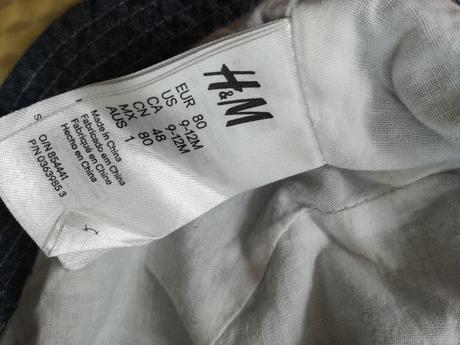 H&M
EUR 80
US 9-12M
CA 9-12M
CN 48
MX 80
AUS 1
Made in China
Fabricado em China
Fabriqué en Chine
Hecho en China
O/N 854441
P/N 0363985 3